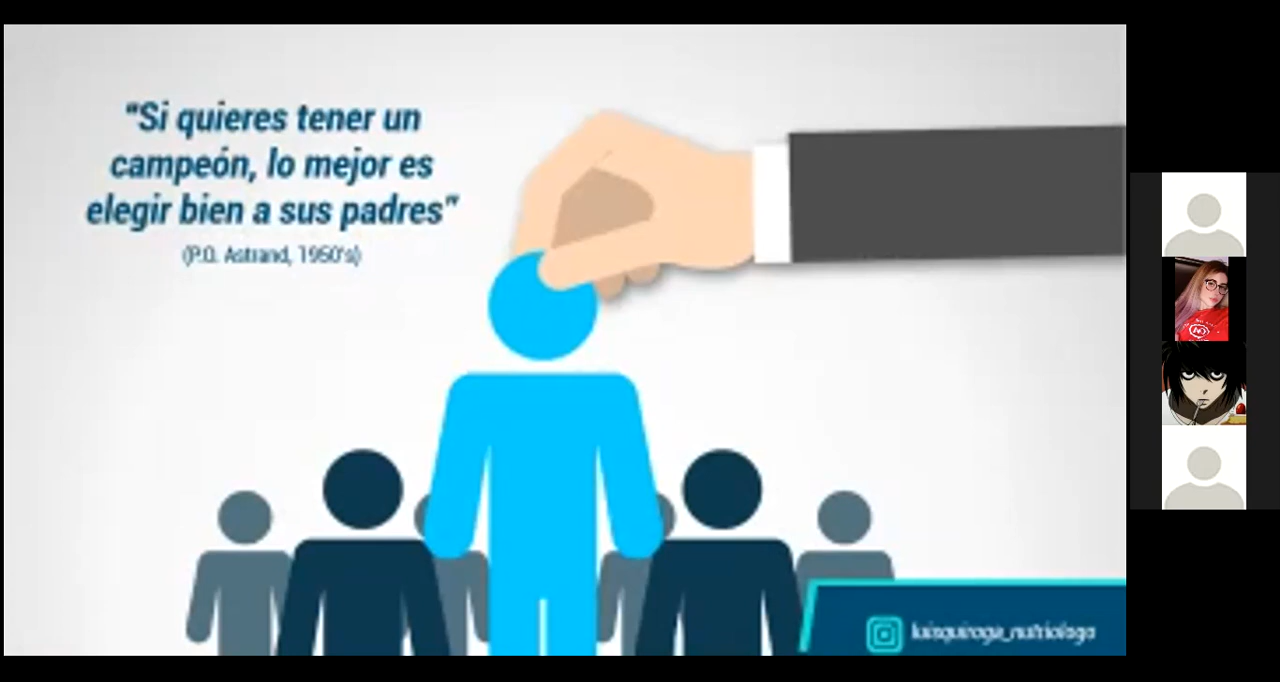 "Si quieres tener un
campeón, lo mejor es
elegir bien a sus padres"
(P.O. Astrand, 1950's)
luisquiroga_nutriologo